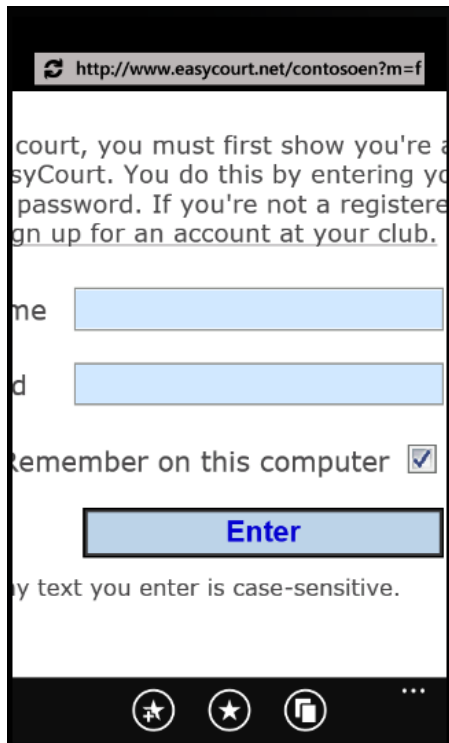 http://www.easycourt.net/contosoen?m=f
court, you must first show you're a
syCourt. You do this by entering yo
password. If you're not a registere
gn up for an account at your club.
me
d
Remember on this computer
Enter
ny text you enter is case-sensitive.